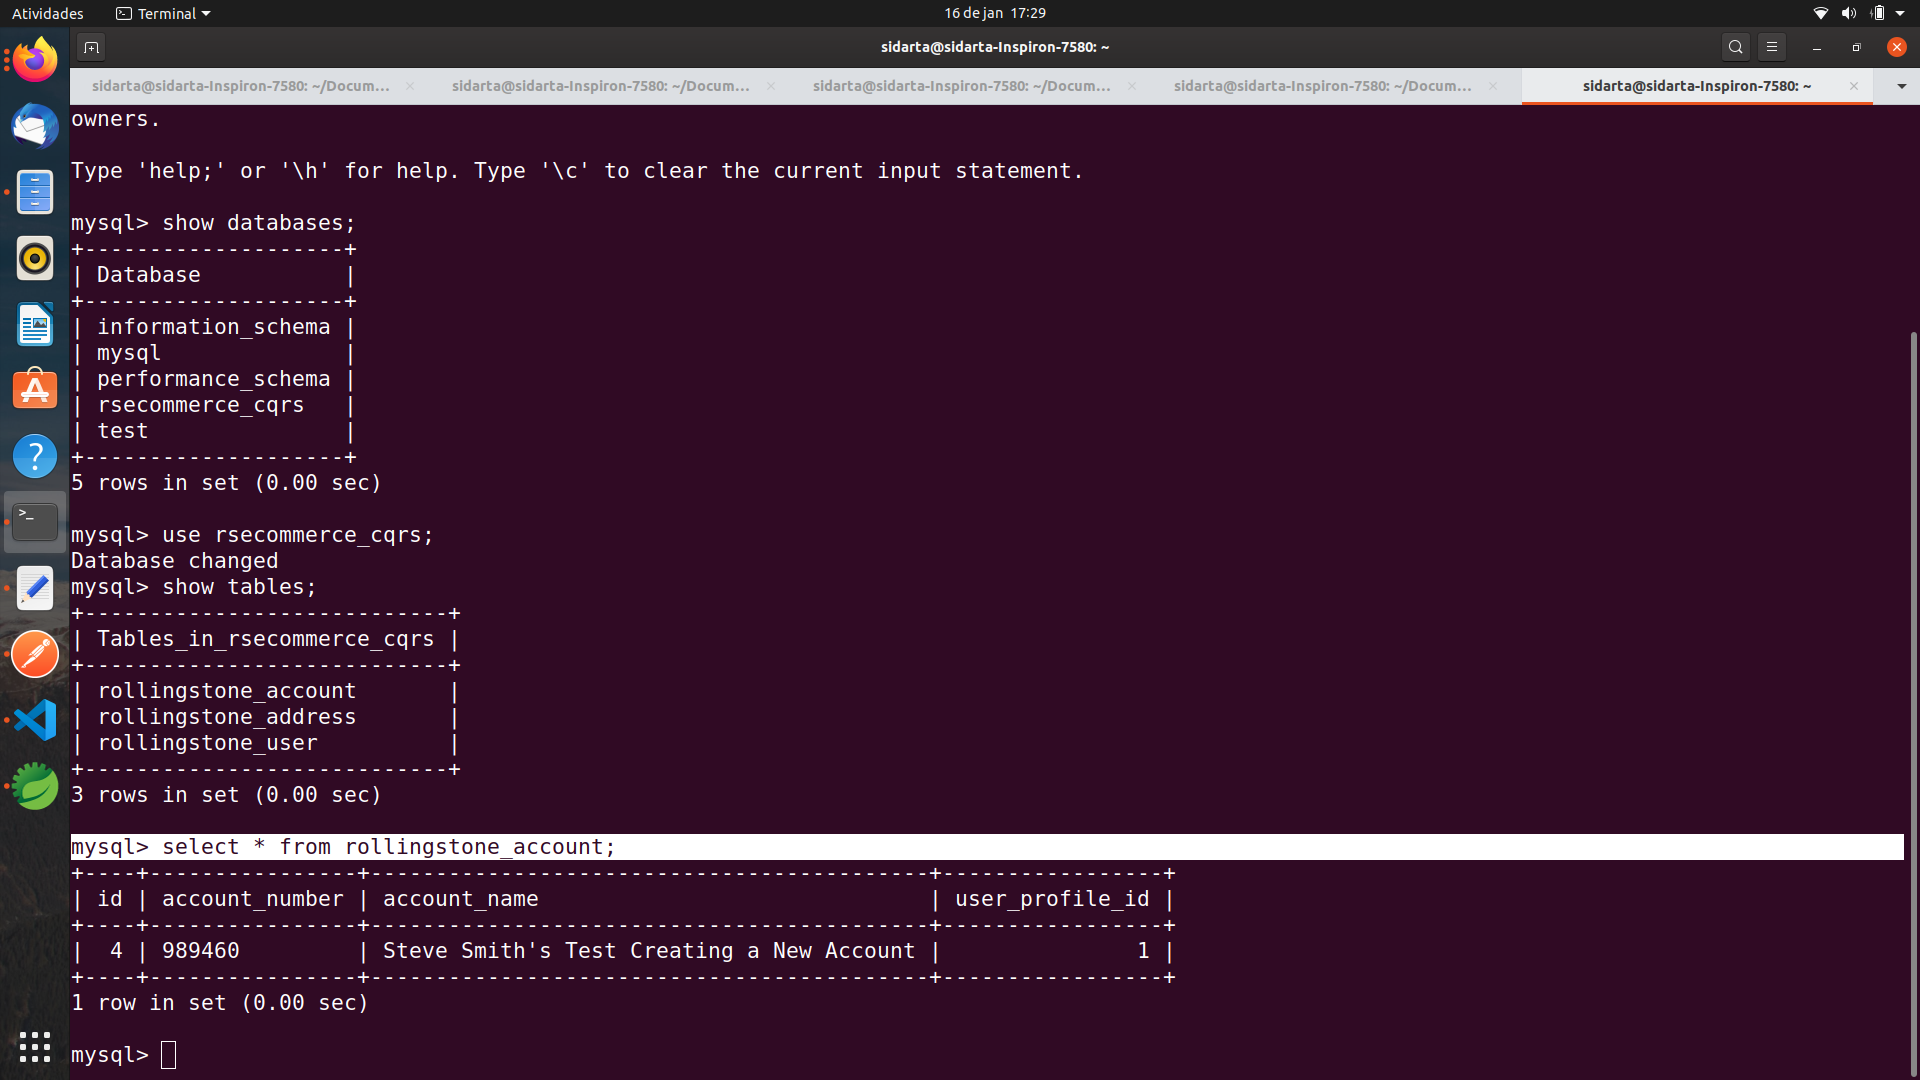 Atividades
Terminal
16 de jan 17:29
sidarta@sidarta-Inspiron-7580: ~
sidarta@sidarta-Inspiron-7580: ~/Docum...
sidarta@sidarta-Inspiron-7580: ~/Docum...
sidarta@sidarta-Inspiron-7580: ~/Docum...
sidarta@sidarta-Inspiron-7580: ~/Docum...
sidarta@sidarta-Inspiron-7580: ~
owners.
Type 'help;' or '\h' for help. Type '\c' to clear the current input statement.
mysql> show databases;
+--------------------+
| Database           |
+--------------------+
| information_schema |
| mysql              |
| performance_schema |
| rsecommerce_cqrs   |
| test               |
+--------------------+
5 rows in set (0.00 sec)
mysql> use rsecommerce_cqrs;
Database changed
mysql> show tables;
+----------------------------+
| Tables_in_rsecommerce_cqrs |
+----------------------------+
| rollingstone_account       |
| rollingstone_address       |
| rollingstone_user          |
+----------------------------+
3 rows in set (0.00 sec)
mysql> select * from rollingstone_account;
+----+----------------+-------------------------------------------+-----------------+
| id | account_number | account_name                              | user_profile_id |
+----+----------------+-------------------------------------------+-----------------+
|  4 | 989460         | Steve Smith's Test Creating a New Account |               1 |
+----+----------------+-------------------------------------------+-----------------+
1 row in set (0.00 sec)
mysql>